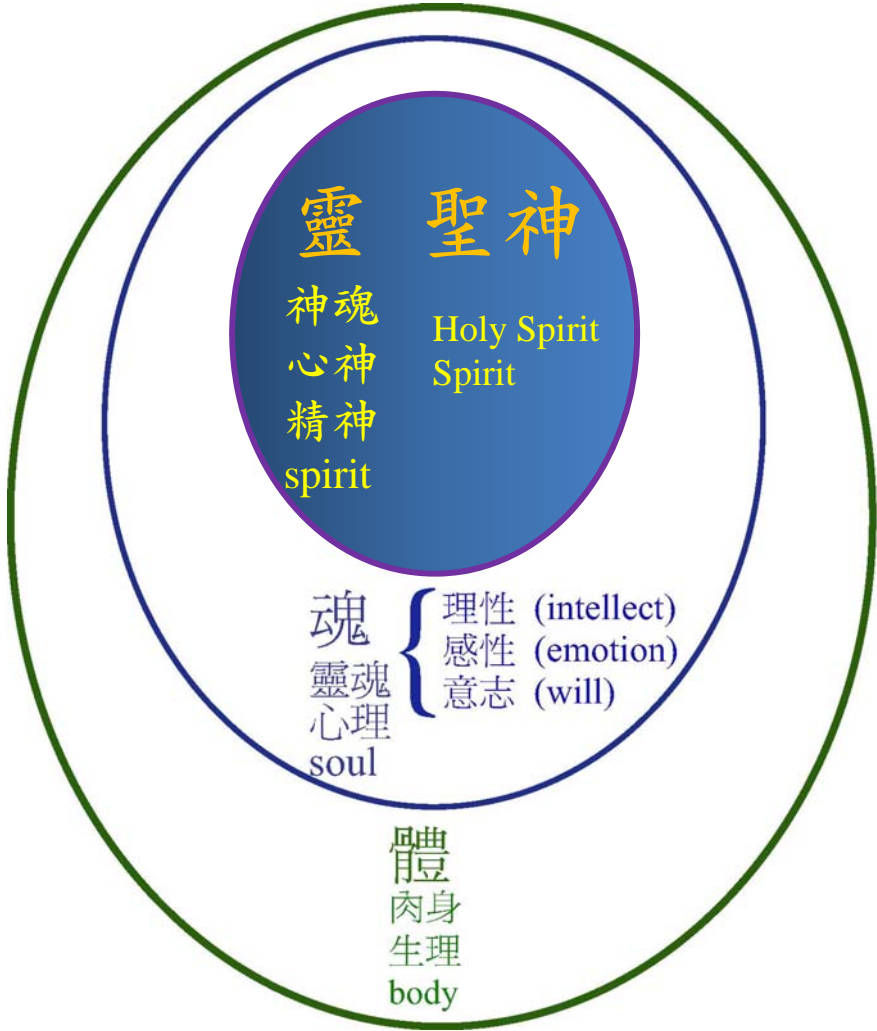 靈 聖神
神魂
心神
精神
spirit
Holy Spirit
Spirit
魂
靈魂
心理
soul
理性 (intellect)
感性 (emotion)
意志 (will)
體
肉身
生理
body